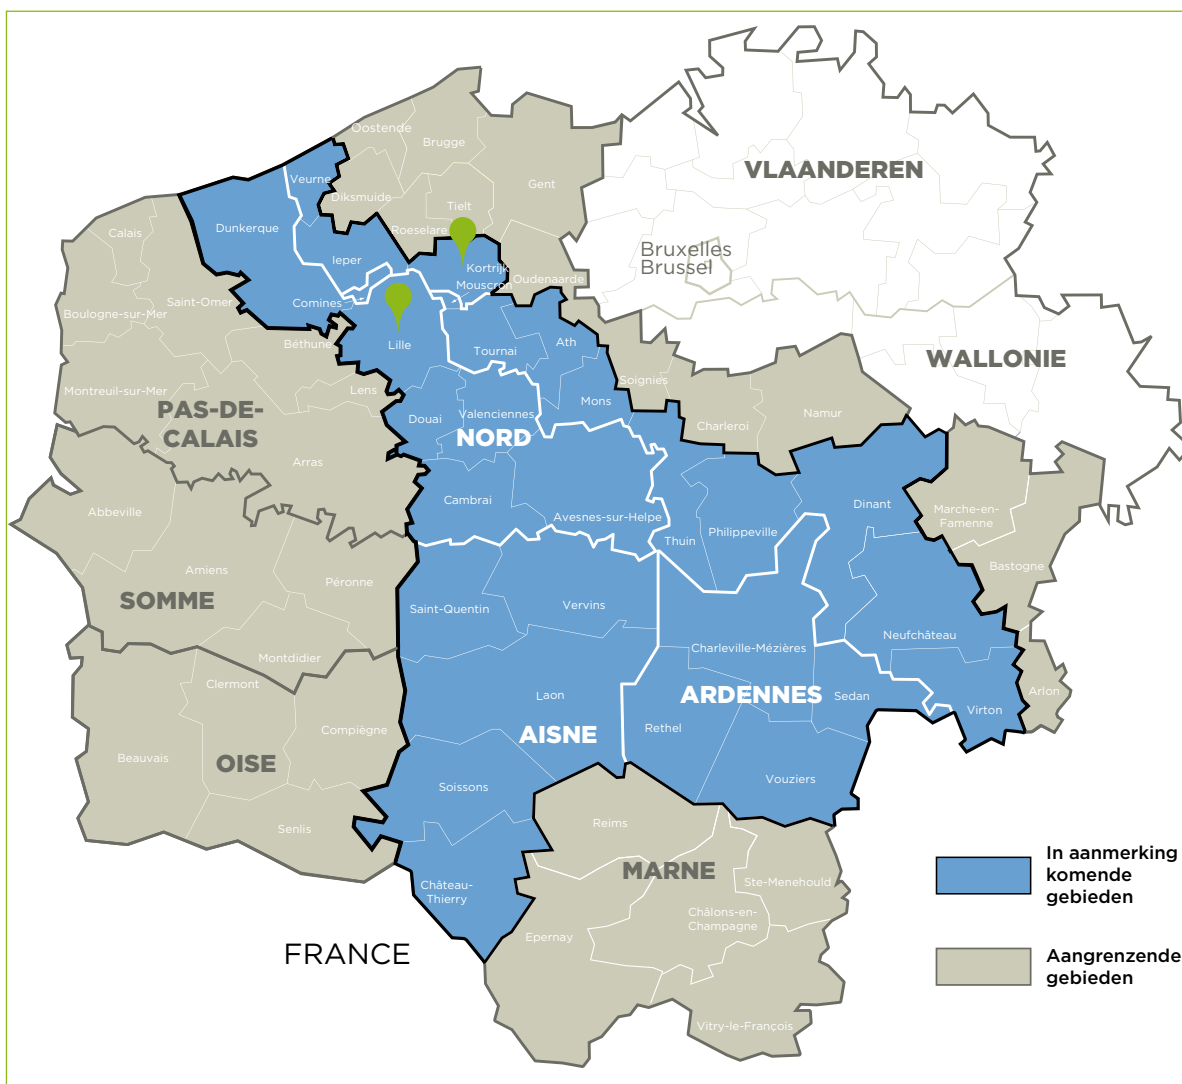 Oostende
Brugge
VLAANDEREN
Veurne
Diksmuide
Gent
Tielt
Dunkerque
Calais
Roeselare
Ieper
Bruxelles
Brussel
Kortrijk
Oudenaarde
Mouscron
Saint-Omer
Comines
Boulogne-sur-Mer
Béthune
Lille
Ath
Tournai
WALLONIE
Soignies
Montreuil-sur-Mer
Lens
Mons
PAS-DE-
CALAIS
Douai
Valenciennes
NORD
Charleroi
Namur
Arras
Cambrai
Dinant
Abbeville
Avesnes-sur-Helpe
Philippeville
Marche-en-
Famenne
Thuin
Bastogne
Amiens
Péronne
SOMME
Saint-Quentin
Vervins
Neufchâteau
Montdidier
Charleville-Mézières
Clermont
Laon
ARDENNES
Sedan
Arlon
Virton
Compiègne
Rethel
AISNE
Beauvais
OISE
Soissons
Vouziers
Senlis
Reims
MARNE
Château-
Thierry
Ste-Menehould
Châlons-en-
Champagne
Epernay
FRANCE
Vitry-le-François
In aanmerking
komende
gebieden
Aangrenzende
gebieden